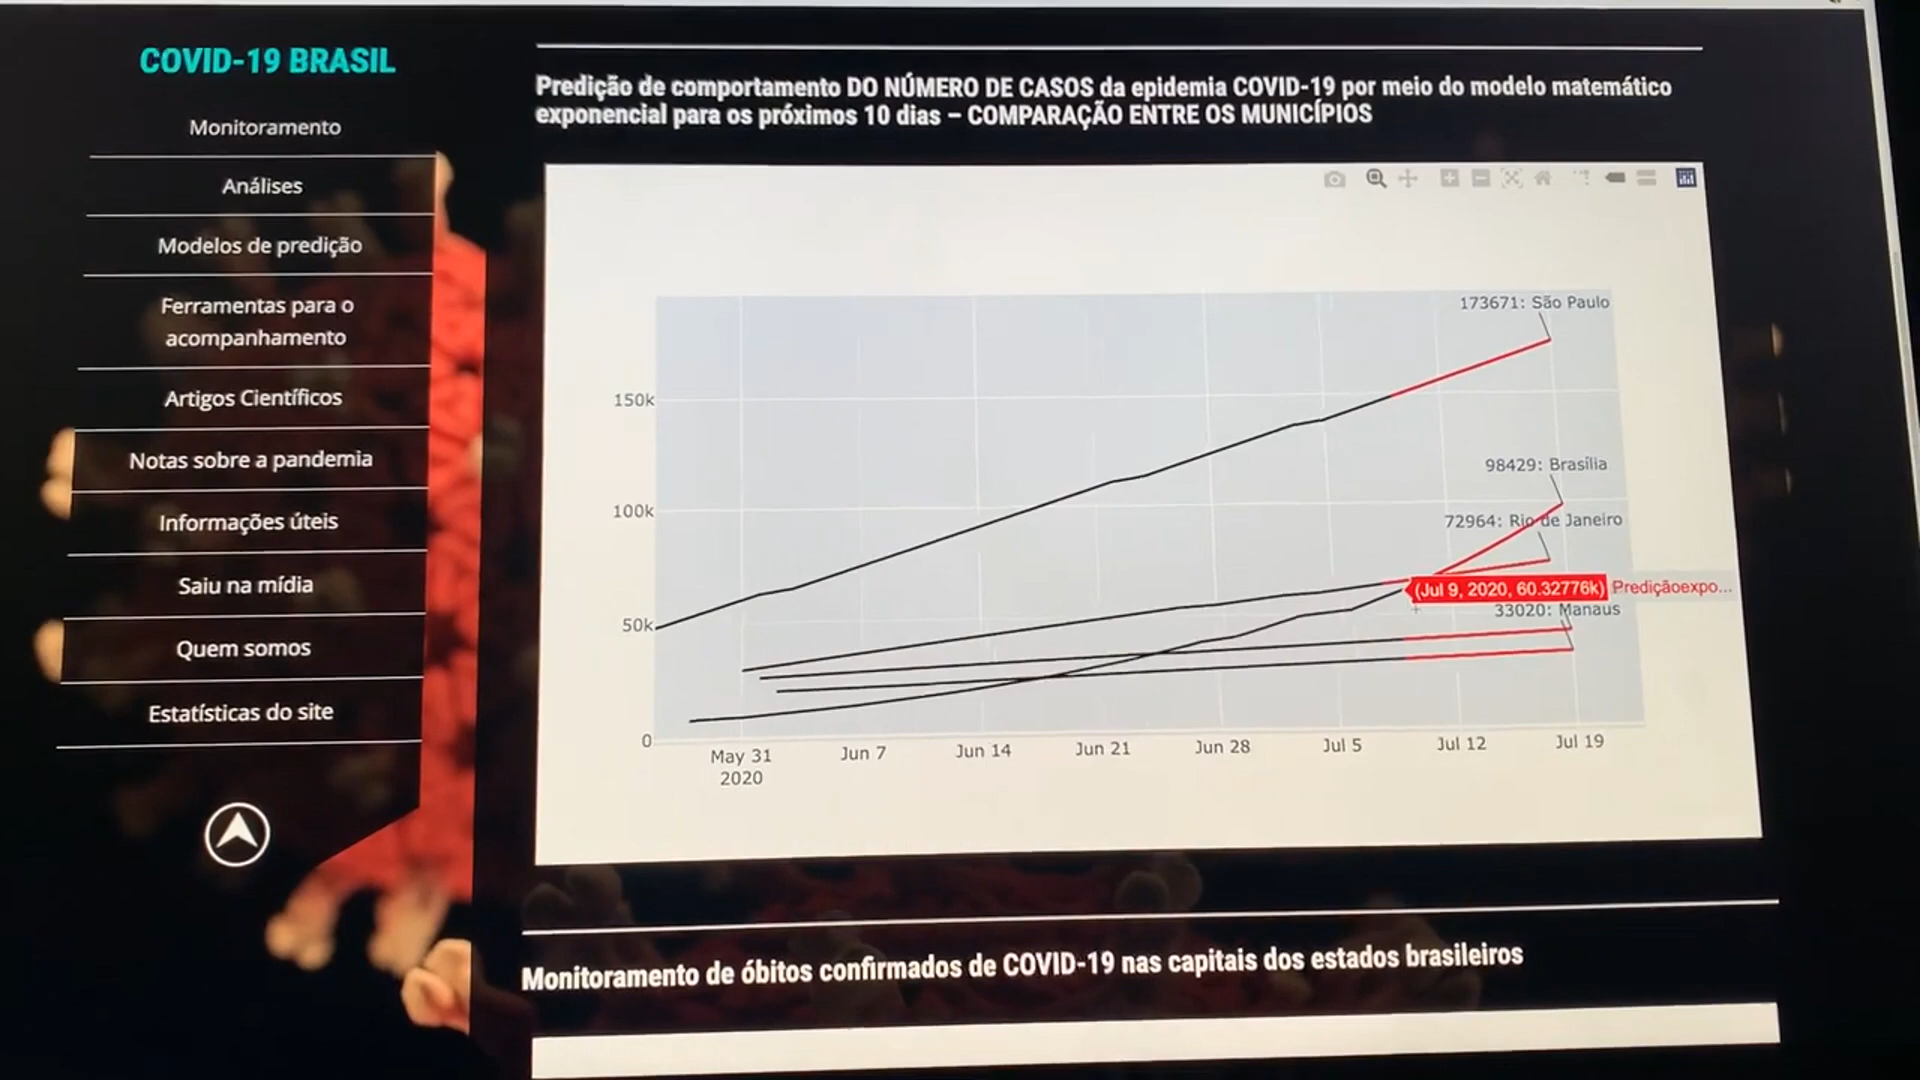 COVID-19 BRASIL
Monitoramento
Análises
Modelos de predição
Ferramentas para o
acompanhamento
Artigos Científicos
Notas sobre a pandemia
Informações úteis
Saiu na mídia
Quem somos
Estatísticas do site
Predição de comportamento DO NÚMERO DE CASOS da epidemia COVID-19 por meio do modelo matemático
exponencial para os próximos 10 dias – COMPARAÇÃO ENTRE OS MUNICÍPIOS
173671: São Paulo
150k
98429: Brasília
100k
72964: Rio de Janeiro
(Jul 9, 2020, 60.32776k) Prediçãoexpo...
33020: Manaus
50k
0
May 31 Jun 7 Jun 14 Jun 21 Jun 28 Jul 5 Jul 12 Jul 19
2020
Monitoramento de óbitos confirmados de COVID-19 nas capitais dos estados brasileiros